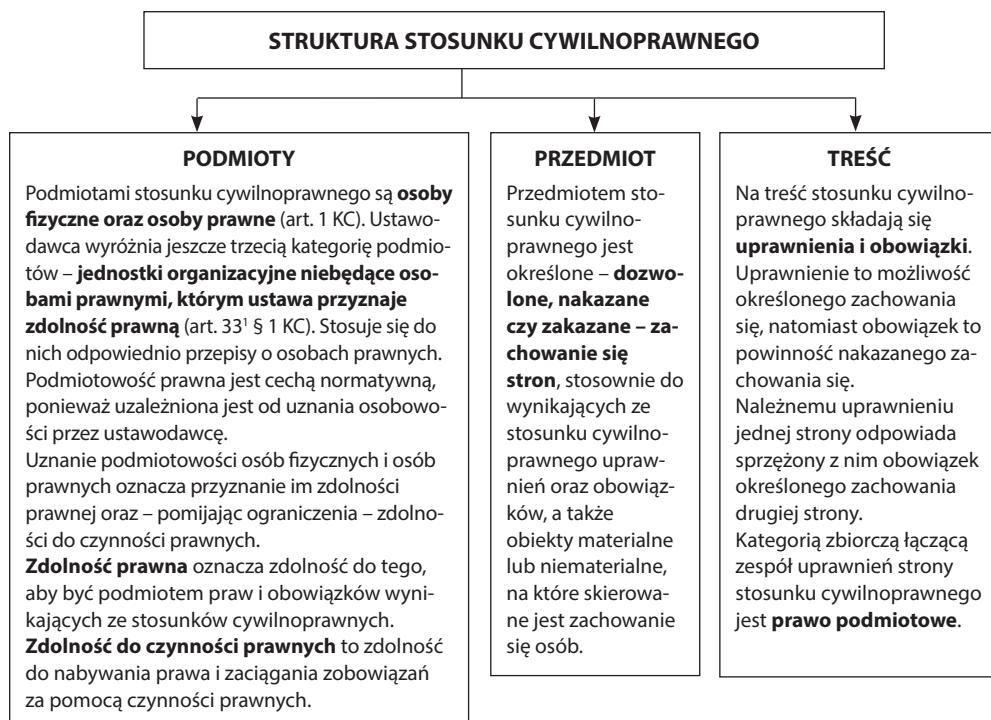 STRUKTURA STOSUNKU CYWILNOPRAWNEGO
PODMIOTY
Podmiotami stosunku cywilnoprawnego są osoby
fizyczne oraz osoby prawne (art. 1 KC). Ustawo-
dawca wyróżnia jeszcze trzecią kategorię podmio-
tów – jednostki organizacyjne niebędące oso-
bami prawnymi, którym ustawa przyznaje
zdolność prawną (art. 33¹ § 1 KC). Stosuje się do
nich odpowiednio przepisy o osobach prawnych.
Podmiotowość prawna jest cechą normatywną,
ponieważ uzależniona jest od uznania osobowo-
ści przez ustawodawcę.
Uznanie podmiotowości osób fizycznych i osób
prawnych oznacza przyznanie im zdolności
prawnej oraz – pomijając ograniczenia – zdolno-
ści do czynności prawnych.
Zdolność prawna oznacza zdolność do tego,
aby być podmiotem praw i obowiązków wyni-
kających ze stosunków cywilnoprawnych.
Zdolność do czynności prawnych to zdolność
do nabywania prawa i zaciągania zobowiązań
za pomocą czynności prawnych.
PRZEDMIOT
Przedmiotem sto-
sunku cywilno-
prawnego jest
określone – dozwo-
lone, nakazane
czy zakazane – za-
chowanie się
stron, stosownie do
wynikających ze
stosunku cywilno-
prawnego upraw-
nień oraz obowiąz-
ków, a także
obiekty materialne
lub niematerialne,
na które skierowa-
ne jest zachowanie
się osób.
TREŚĆ
Na treść stosunku cywilno-
prawnego składają się
uprawnienia i obowiązki.
Uprawnienie to możliwość
określonego zachowania
się, natomiast obowiązek to
powinność nakazanego za-
chowania się.
Należnemu uprawnieniu
jednej strony odpowiada
sprzężony z nim obowiązek
określonego zachowania
drugiej strony.
Kategorią zbiorczą łączącą
zespół uprawnień strony
stosunku cywilnoprawnego
jest prawo podmiotowe.